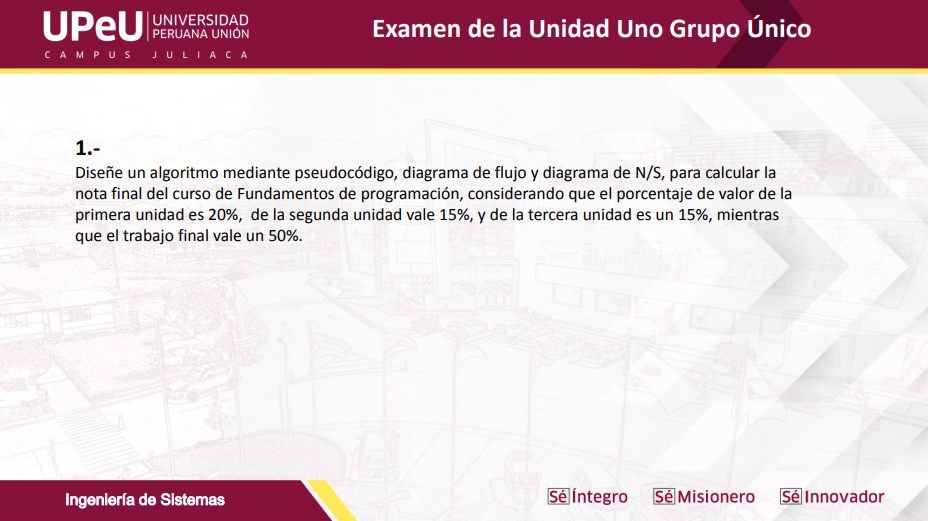 UPeU UNIVERSIDAD
PERUANA UNIÓN
CAMPUS JULIACA
Examen de la Unidad Uno Grupo Único
1.-
Diseñe un algoritmo mediante pseudocódigo, diagrama de flujo y diagrama de N/S, para calcular la
nota final del curso de Fundamentos de programación, considerando que el porcentaje de valor de la
primera unidad es 20%,  de la segunda unidad vale 15%, y de la tercera unidad es un 15%, mientras
que el trabajo final vale un 50%.
Ingeniería de Sistemas
Sé Íntegro Sé Misionero Sé Innovador